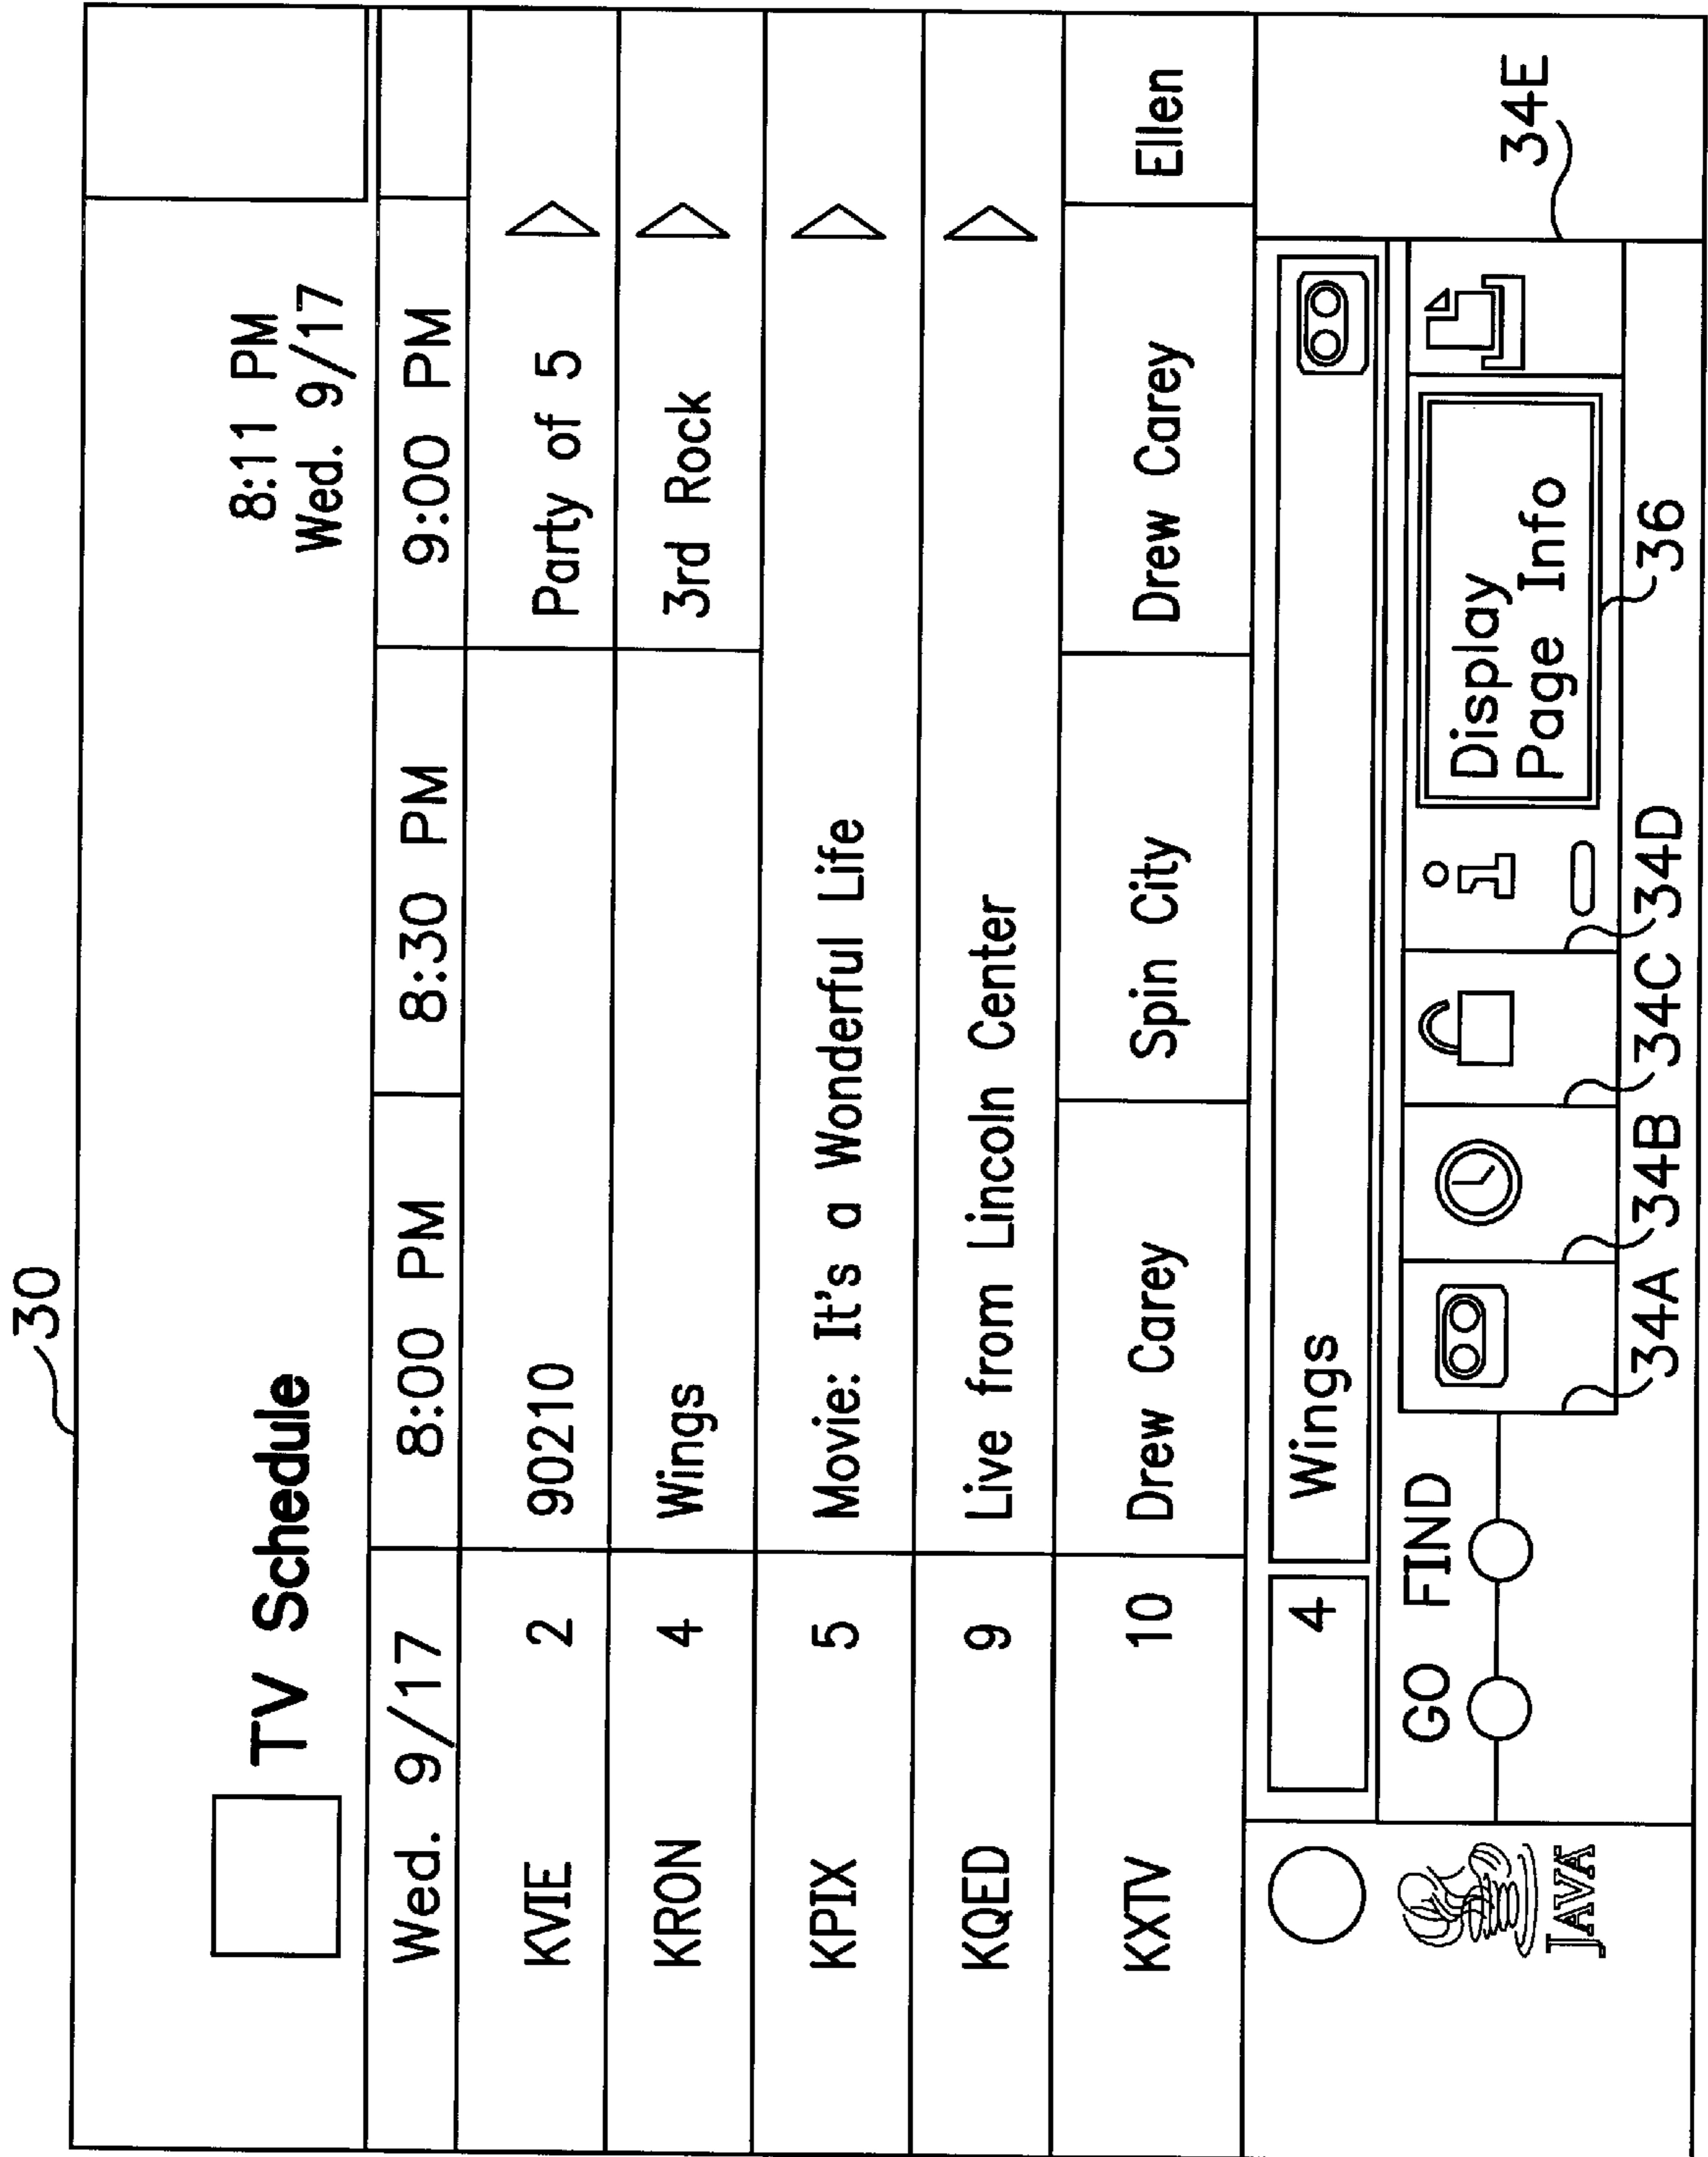 30
TV Schedule
8:11 PM
Wed. 9/17
Wed. 9/17 8:00 PM 8:30 PM 9:00 PM
KVIE 2 90210 Party of 5
KRON 4 Wings 3rd Rock
KPIX 5 Movie: It's a Wonderful Life
KQED 9 Live from Lincoln Center
KXTV 10 Drew Carey Spin City Drew Carey Ellen
4 Wings
GO FIND
Display
Page Info
JAVA
34A 34B 34C 34D 36 34E